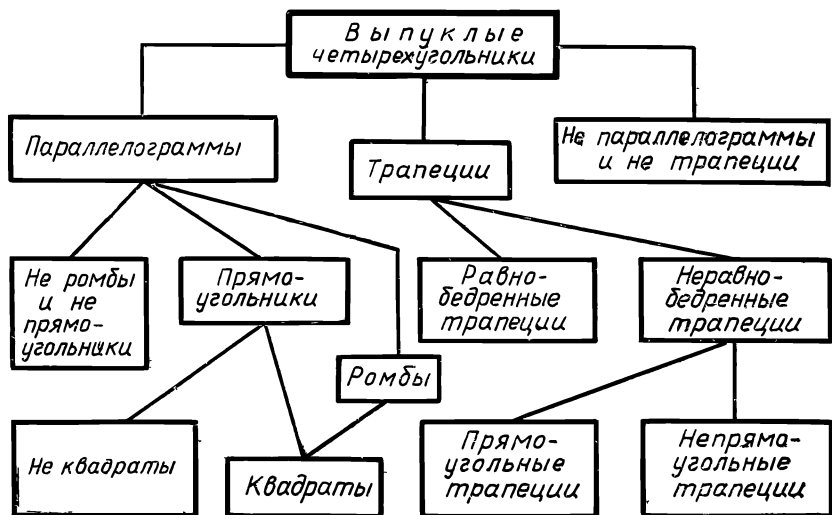 Выпуклые
четырехугольники
Параллелограммы
Трапеции
Не параллелограммы
и не трапеции
Не ромбы
и не
прямо-
угольники
Прямо-
угольники
Равно-
бедренные
трапеции
Неравно-
бедренные
трапеции
Ромбы
Не квадраты
Квадраты
Прямо-
угольные
трапеции
Непрямо-
угольные
трапеции